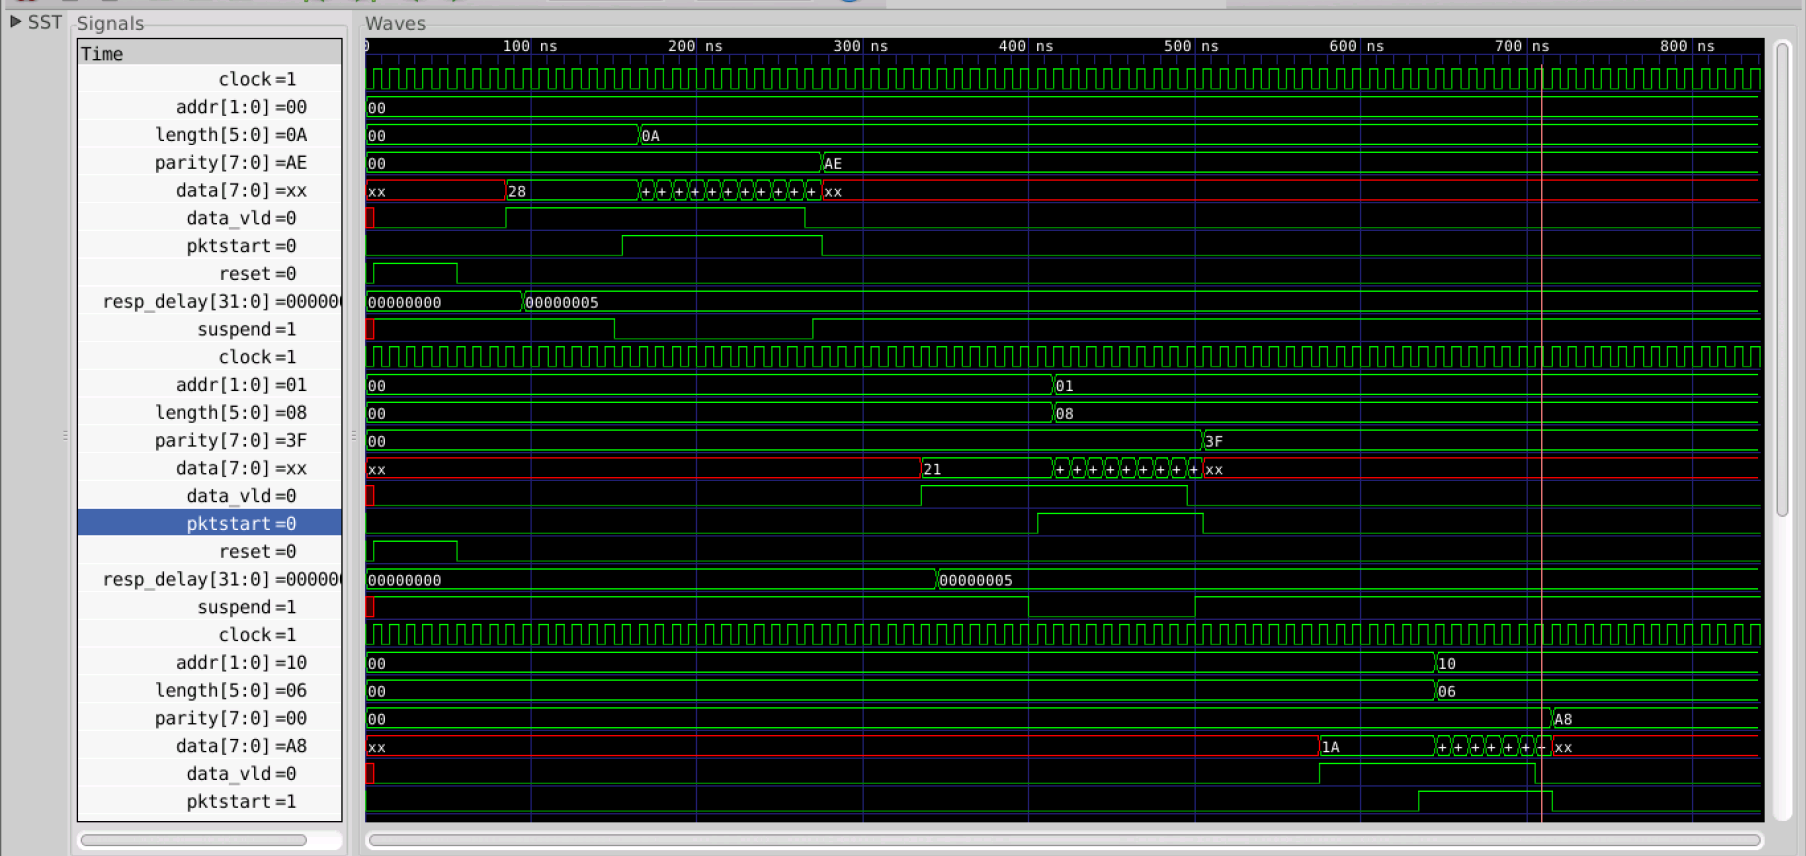 SST Signals Waves
Time
0 100 ns 200 ns 300 ns 400 ns 500 ns 600 ns 700 ns 800 ns
clock=1
addr[1:0]=00 00
length[5:0]=0A 00 0A
parity[7:0]=AE 00 AE
data[7:0]=xx xx 28 + + + + + + + + + + + xx
data_vld=0
pktstart=0
reset=0
resp_delay[31:0]=000000 00000000 00000005
suspend=1
clock=1
addr[1:0]=01 00 01
length[5:0]=08 00 08
parity[7:0]=3F 00 3F
data[7:0]=xx xx 21 + + + + + + + + + xx
data_vld=0
pktstart=0
reset=0
resp_delay[31:0]=000000 00000000 00000005
suspend=1
clock=1
addr[1:0]=10 00 10
length[5:0]=06 00 06
parity[7:0]=00 00 A8
data[7:0]=A8 xx 1A + + + + + + + xx
data_vld=0
pktstart=1